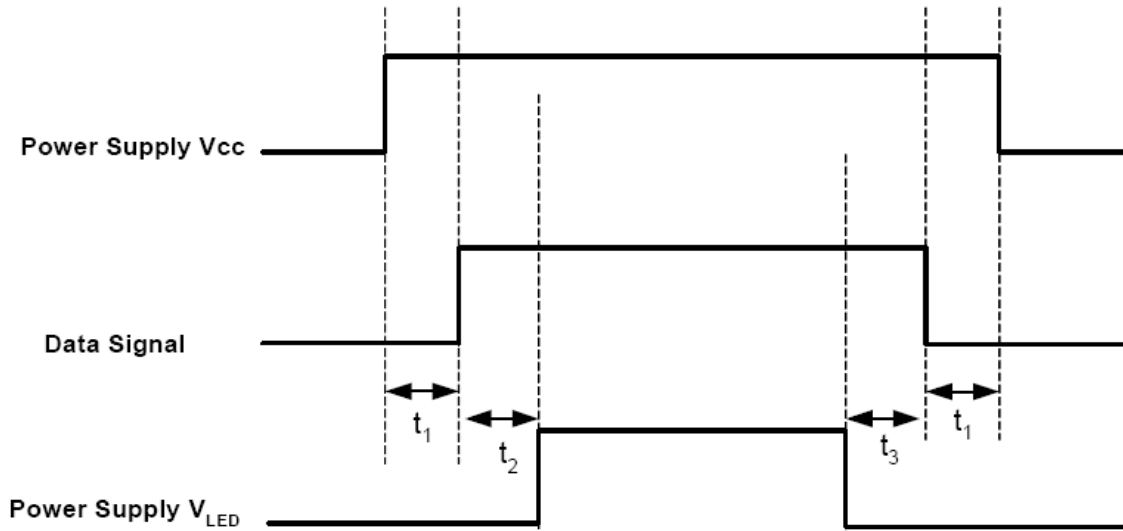 Power Supply Vcc
Data Signal
t1
t2
t3
t1
Power Supply VLED